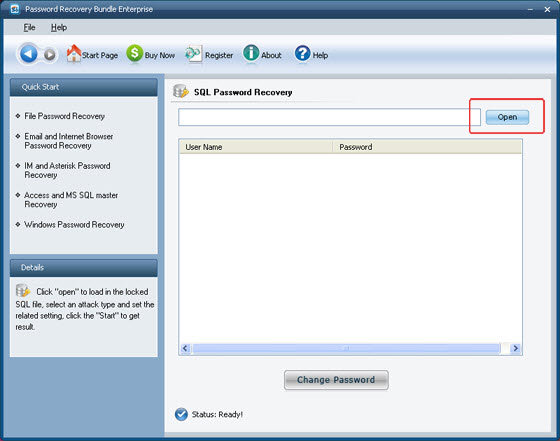 Password Recovery Bundle Enterprise
File Help
Start Page Buy Now Register About Help
Quick Start
File Password Recovery
Email and Internet Browser
Password Recovery
IM and Asterisk Password
Recovery
Access and MS SQL master
Recovery
Windows Password Recovery
Details
Click "open" to load in the locked
SQL file, select an attack type and set the
related setting, click the "Start" to get
result.
SQL Password Recovery
Open
User Name Password
Change Password
Status: Ready!